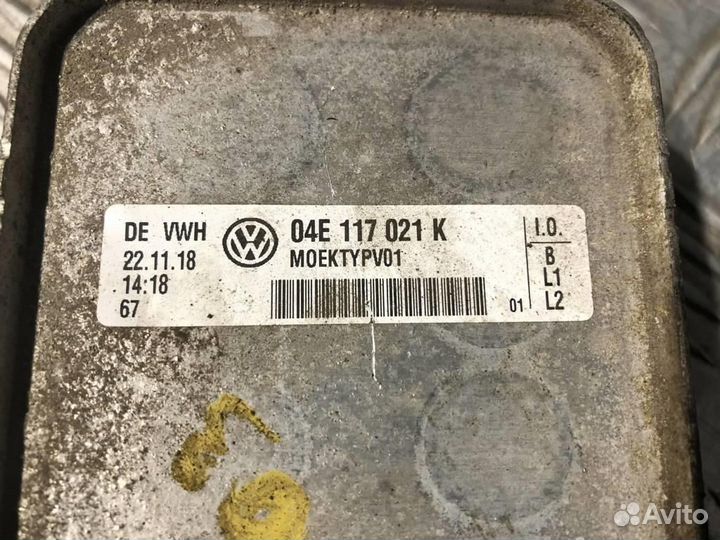 DE VWH
22.11.18
14:18
67
04E 117 021 K
MOEKTYPV01
01
I.O.
B
L1
L2
Avito